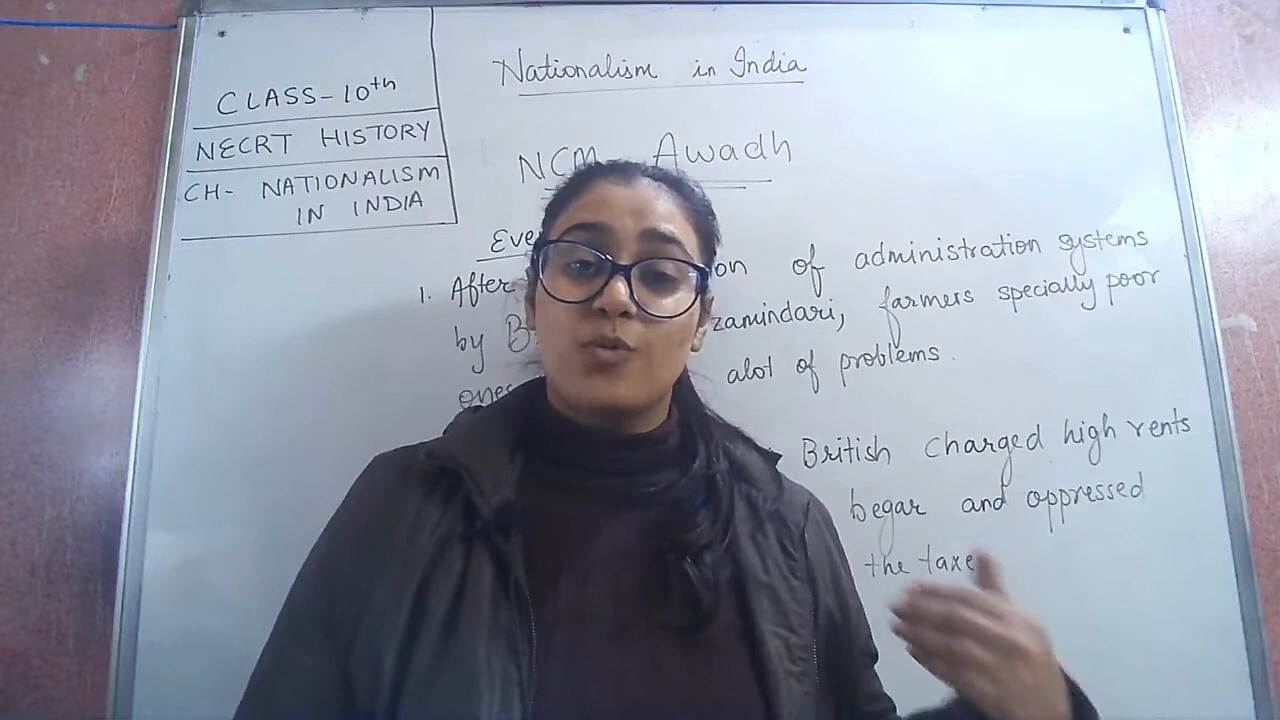 CLASS-10th
NECRT HISTORY
CH- NATIONALISM
IN INDIA
Nationalism in India
NCM Awadh
1. After of administration systems
by zamindari, farmers specially poor
alot of problems.
British charged high rents
begar and oppressed
the